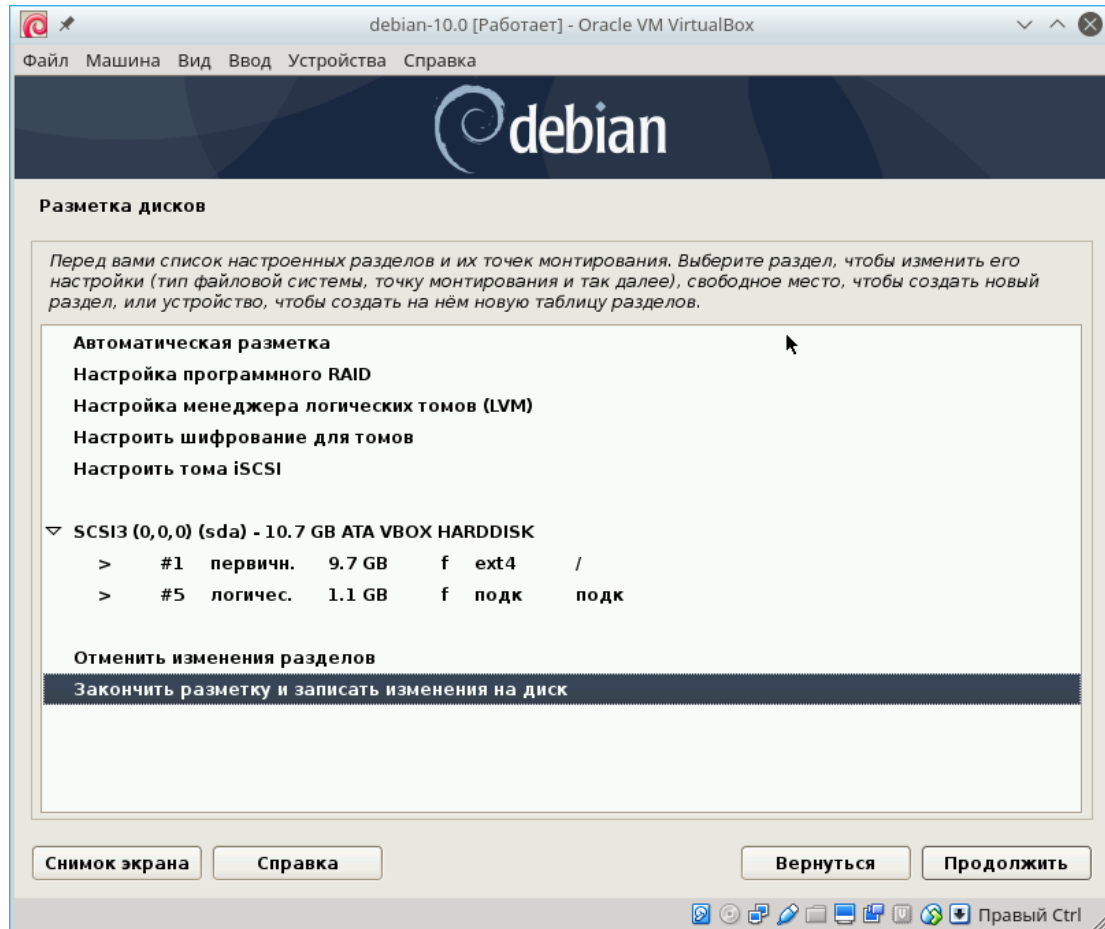 debian-10.0 [Работает] - Oracle VM VirtualBox
Файл Машина Вид Ввод Устройства Справка
debian
Разметка дисков
Перед вами список настроенных разделов и их точек монтирования. Выберите раздел, чтобы изменить его
настройки (тип файловой системы, точку монтирования и так далее), свободное место, чтобы создать новый
раздел, или устройство, чтобы создать на нём новую таблицу разделов.
Автоматическая разметка
Настройка программного RAID
Настройка менеджера логических томов (LVM)
Настроить шифрование для томов
Настроить тома iSCSI
SCSI3 (0,0,0) (sda) - 10.7 GB ATA VBOX HARDDISK
> #1 первичн. 9.7 GB f ext4 /
> #5 логичес. 1.1 GB f подк подк
Отменить изменения разделов
Закончить разметку и записать изменения на диск
Снимок экрана Справка Вернуться Продолжить
Правый Ctrl